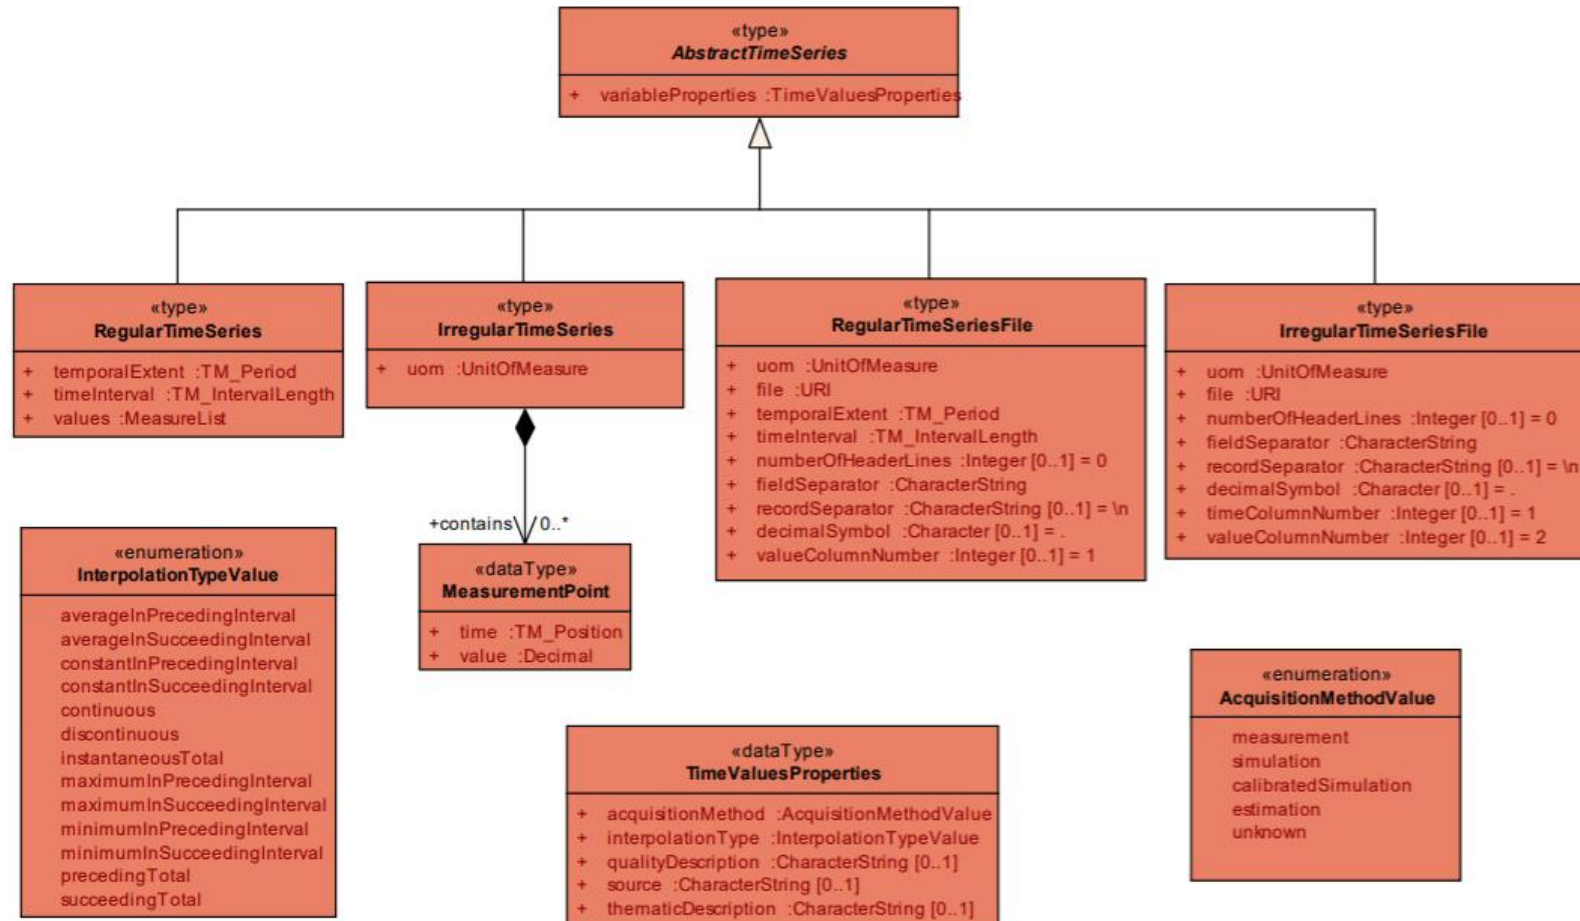 «type»
AbstractTimeSeries
+ variableProperties :TimeValuesProperties
«type»
RegularTimeSeries
+ temporalExtent :TM_Period
+ timeInterval :TM_IntervalLength
+ values :MeasureList
«type»
IrregularTimeSeries
+ uom :UnitOfMeasure
«type»
RegularTimeSeriesFile
+ uom :UnitOfMeasure
+ file :URI
+ temporalExtent :TM_Period
+ timeInterval :TM_IntervalLength
+ numberOfHeaderLines :Integer [0..1] = 0
+ fieldSeparator :CharacterString
+ recordSeparator :CharacterString [0..1] = \n
+ decimalSymbol :Character [0..1] = .
+ valueColumnNumber :Integer [0..1] = 1
«type»
IrregularTimeSeriesFile
+ uom :UnitOfMeasure
+ file :URI
+ numberOfHeaderLines :Integer [0..1] = 0
+ fieldSeparator :CharacterString
+ recordSeparator :CharacterString [0..1] = \n
+ decimalSymbol :Character [0..1] = .
+ timeColumnNumber :Integer [0..1] = 1
+ valueColumnNumber :Integer [0..1] = 2
+contains 0..*
«dataType»
MeasurementPoint
+ time :TM_Position
+ value :Decimal
«enumeration»
InterpolationTypeValue
averageInPrecedingInterval
averageInSucceedingInterval
constantInPrecedingInterval
constantInSucceedingInterval
continuous
discontinuous
instantaneousTotal
maximumInPrecedingInterval
maximumInSucceedingInterval
minimumInPrecedingInterval
minimumInSucceedingInterval
precedingTotal
succeedingTotal
«dataType»
TimeValuesProperties
+ acquisitionMethod :AcquisitionMethodValue
+ interpolationType :InterpolationTypeValue
+ qualityDescription :CharacterString [0..1]
+ source :CharacterString [0..1]
+ thematicDescription :CharacterString [0..1]
«enumeration»
AcquisitionMethodValue
measurement
simulation
calibratedSimulation
estimation
unknown